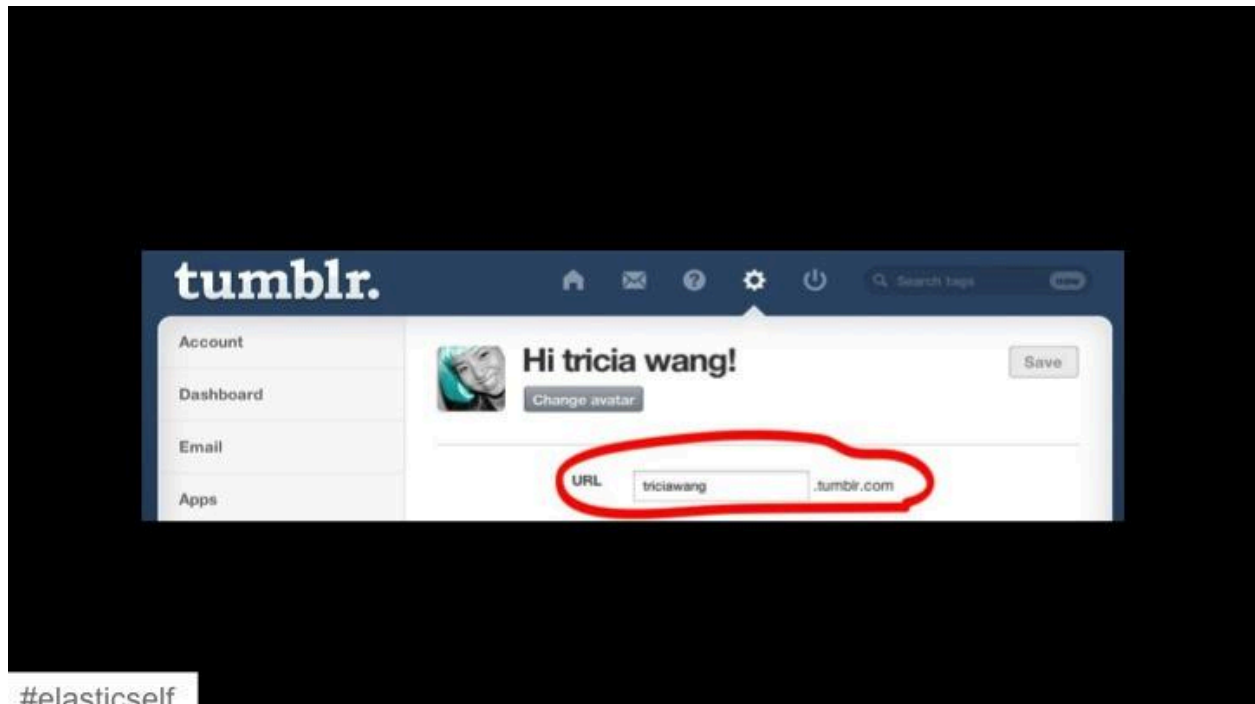 tumblr.
Search tags
Account
Hi tricia wang!
Save
Dashboard
Change avatar
Email
URL triciawang .tumblr.com
Apps
#elasticself